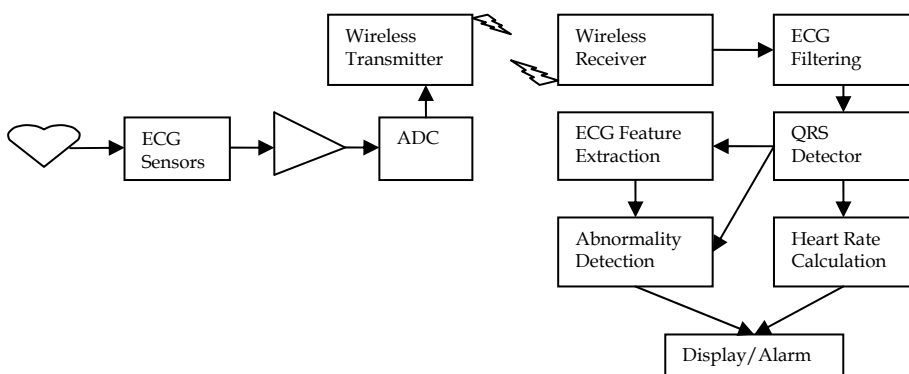 Wireless
Transmitter
Wireless
Receiver
ECG
Filtering
ECG
Sensors
ADC
ECG Feature
Extraction
QRS
Detector
Abnormality
Detection
Heart Rate
Calculation
Display/Alarm